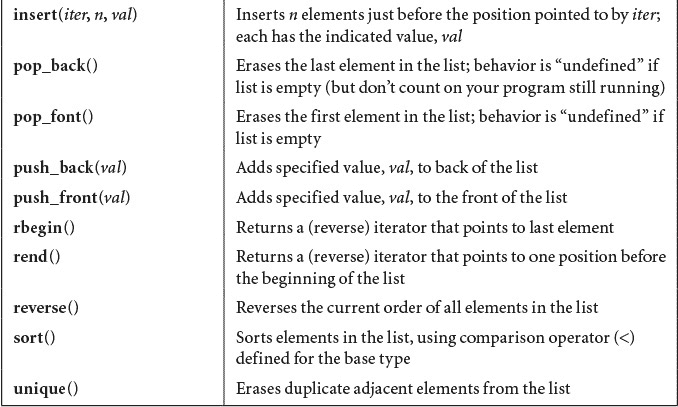 insert(iter, n, val) Inserts n elements just before the position pointed to by iter;
each has the indicated value, val
pop_back() Erases the last element in the list; behavior is “undefined” if
list is empty (but don’t count on your program still running)
pop_font() Erases the first element in the list; behavior is “undefined” if
list is empty
push_back(val) Adds specified value, val, to back of the list
push_front(val) Adds specified value, val, to the front of the list
rbegin() Returns a (reverse) iterator that points to last element
rend() Returns a (reverse) iterator that points to one position before
the beginning of the list
reverse() Reverses the current order of all elements in the list
sort() Sorts elements in the list, using comparison operator (<)
defined for the base type
unique() Erases duplicate adjacent elements from the list